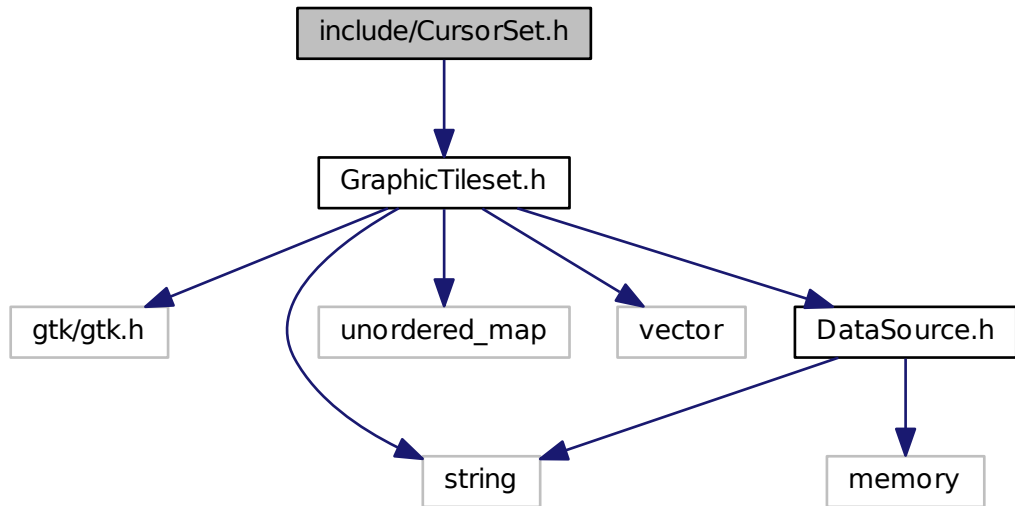 include/CursorSet.h
GraphicTileset.h
gtk/gtk.h
unordered_map
vector
DataSource.h
string
memory